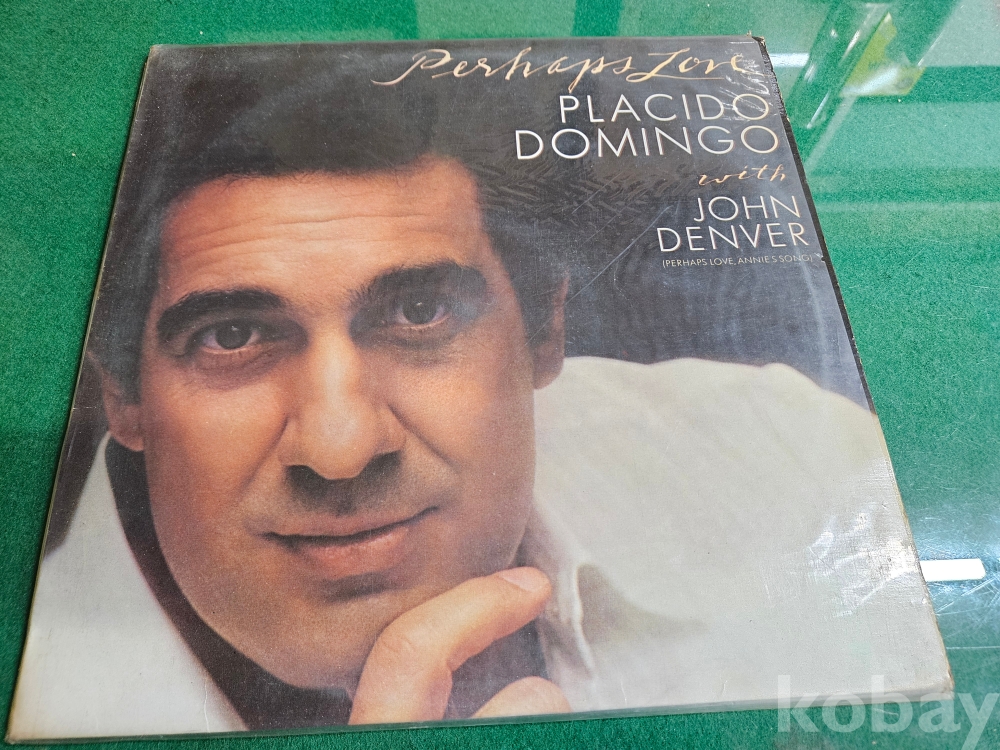 Perhaps Love
PLACIDO
DOMINGO
with
JOHN
DENVER
(PERHAPS LOVE, ANNIE'S SONG)
kobay